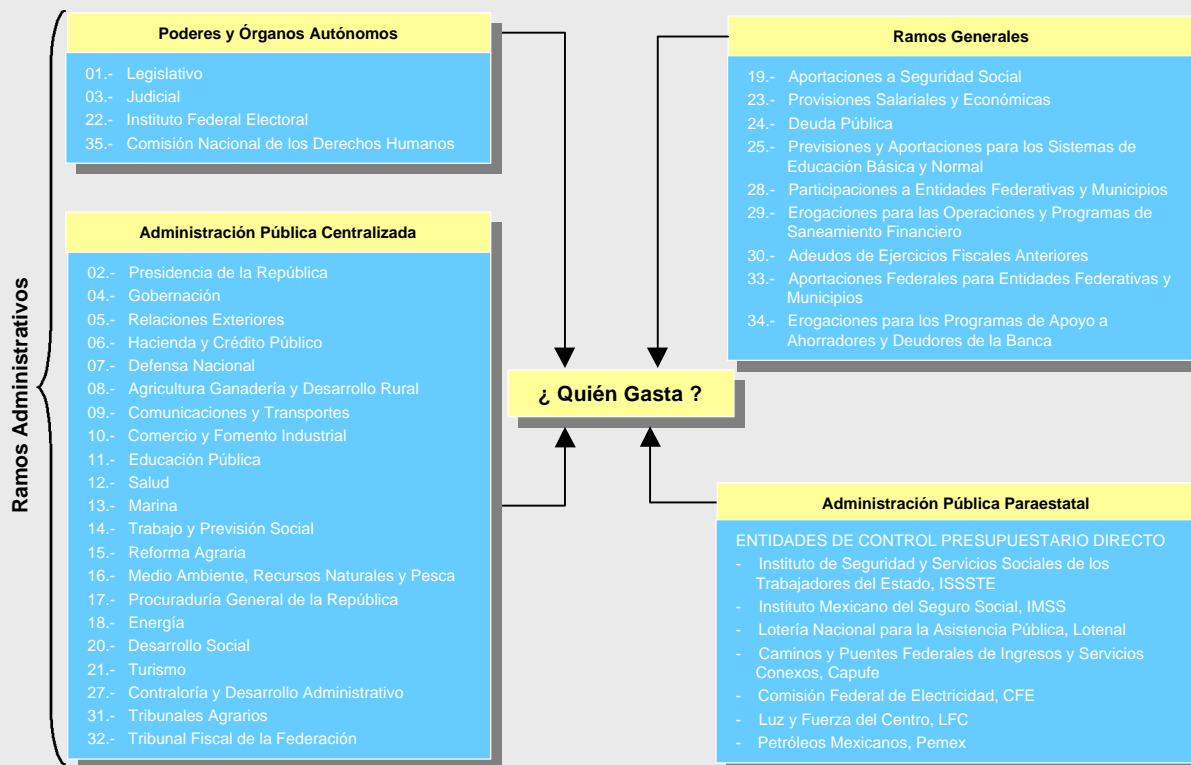 Ramos Administrativos
Poderes y Órganos Autónomos
01.- Legislativo
03.- Judicial
22.- Instituto Federal Electoral
35.- Comisión Nacional de los Derechos Humanos
Administración Pública Centralizada
02.- Presidencia de la República
04.- Gobernación
05.- Relaciones Exteriores
06.- Hacienda y Crédito Público
07.- Defensa Nacional
08.- Agricultura Ganadería y Desarrollo Rural
09.- Comunicaciones y Transportes
10.- Comercio y Fomento Industrial
11.- Educación Pública
12.- Salud
13.- Marina
14.- Trabajo y Previsión Social
15.- Reforma Agraria
16.- Medio Ambiente, Recursos Naturales y Pesca
17.- Procuraduría General de la República
18.- Energía
20.- Desarrollo Social
21.- Turismo
27.- Contraloría y Desarrollo Administrativo
31.- Tribunales Agrarios
32.- Tribunal Fiscal de la Federación
¿ Quién Gasta ?
Ramos Generales
19.- Aportaciones a Seguridad Social
23.- Provisiones Salariales y Económicas
24.- Deuda Pública
25.- Previsiones y Aportaciones para los Sistemas de
Educación Básica y Normal
28.- Participaciones a Entidades Federativas y Municipios
29.- Erogaciones para las Operaciones y Programas de
Saneamiento Financiero
30.- Adeudos de Ejercicios Fiscales Anteriores
33.- Aportaciones Federales para Entidades Federativas y
Municipios
34.- Erogaciones para los Programas de Apoyo a
Ahorradores y Deudores de la Banca
Administración Pública Paraestatal
ENTIDADES DE CONTROL PRESUPUESTARIO DIRECTO
- Instituto de Seguridad y Servicios Sociales de los
Trabajadores del Estado, ISSSTE
- Instituto Mexicano del Seguro Social, IMSS
- Lotería Nacional para la Asistencia Pública, Lotenal
- Caminos y Puentes Federales de Ingresos y Servicios
Conexos, Capufe
- Comisión Federal de Electricidad, CFE
- Luz y Fuerza del Centro, LFC
- Petróleos Mexicanos, Pemex